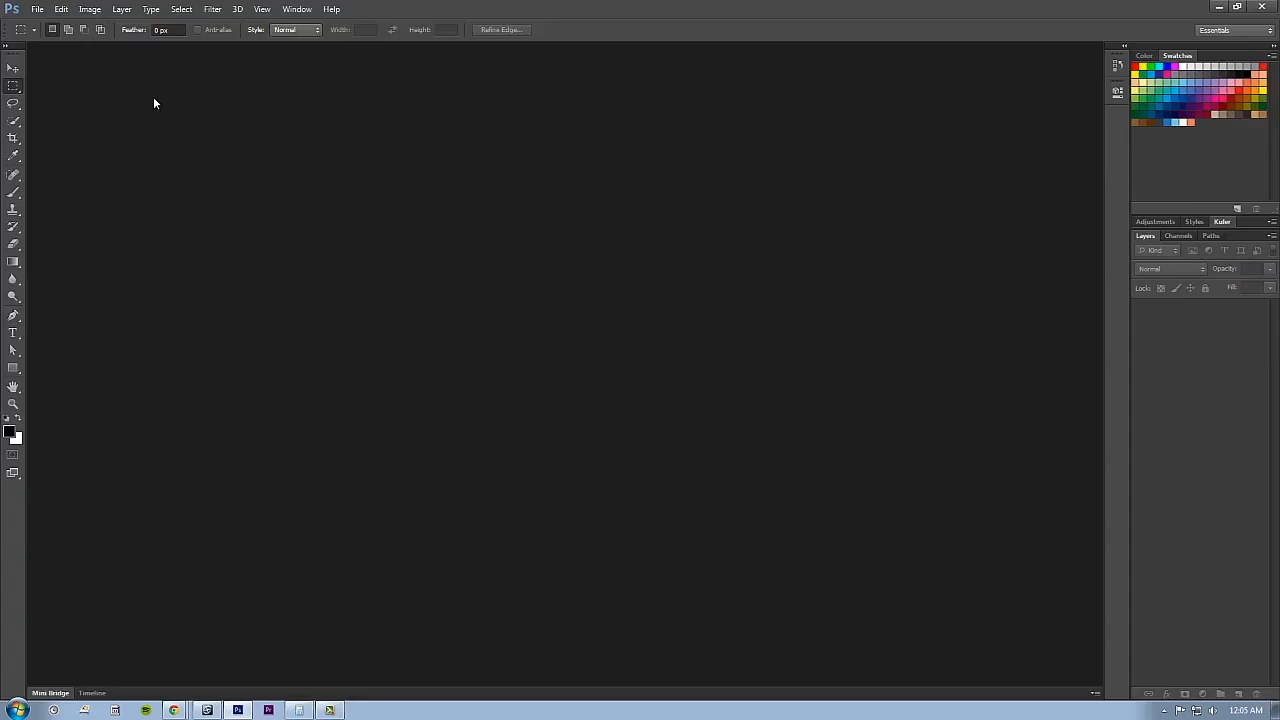 Ps File Edit Image Layer Type Select Filter 3D View Window Help
Feather: 0 px Anti-alias Style: Normal Width: Height: Refine Edge... Essentials
Color Swatches
Adjustments Styles Kuler
Layers Channels Paths
Kind
Normal Opacity:
Lock: Fill:
Mini Bridge Timeline
Ps Pr 12:05 AM